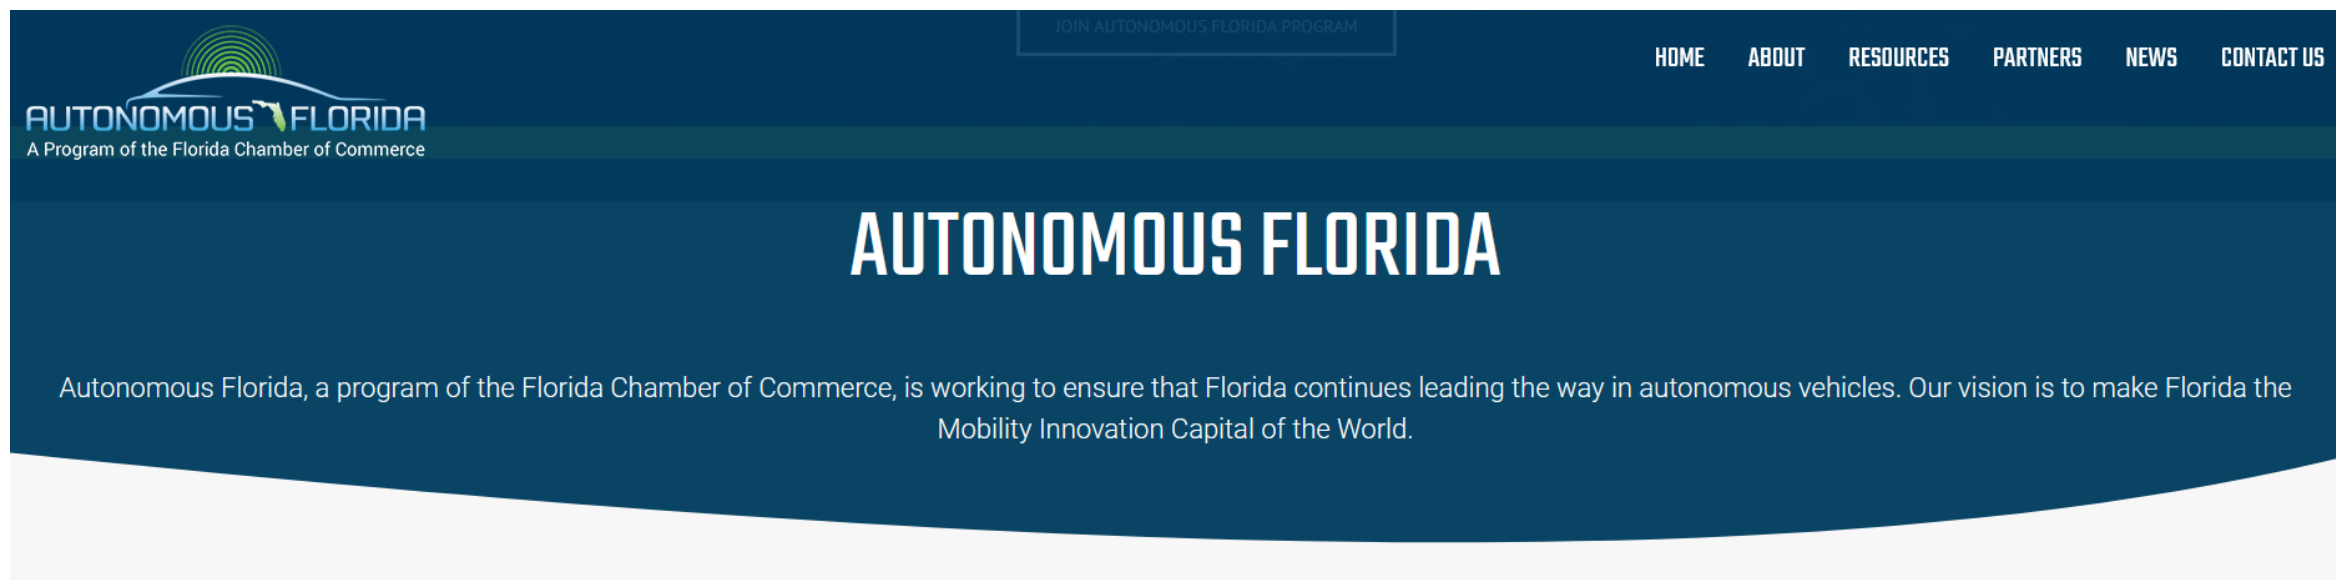 JOIN AUTONOMOUS FLORIDA PROGRAM
HOME ABOUT RESOURCES PARTNERS NEWS CONTACT US
AUTONOMOUS FLORIDA
A Program of the Florida Chamber of Commerce
AUTONOMOUS FLORIDA
Autonomous Florida, a program of the Florida Chamber of Commerce, is working to ensure that Florida continues leading the way in autonomous vehicles. Our vision is to make Florida the
Mobility Innovation Capital of the World.